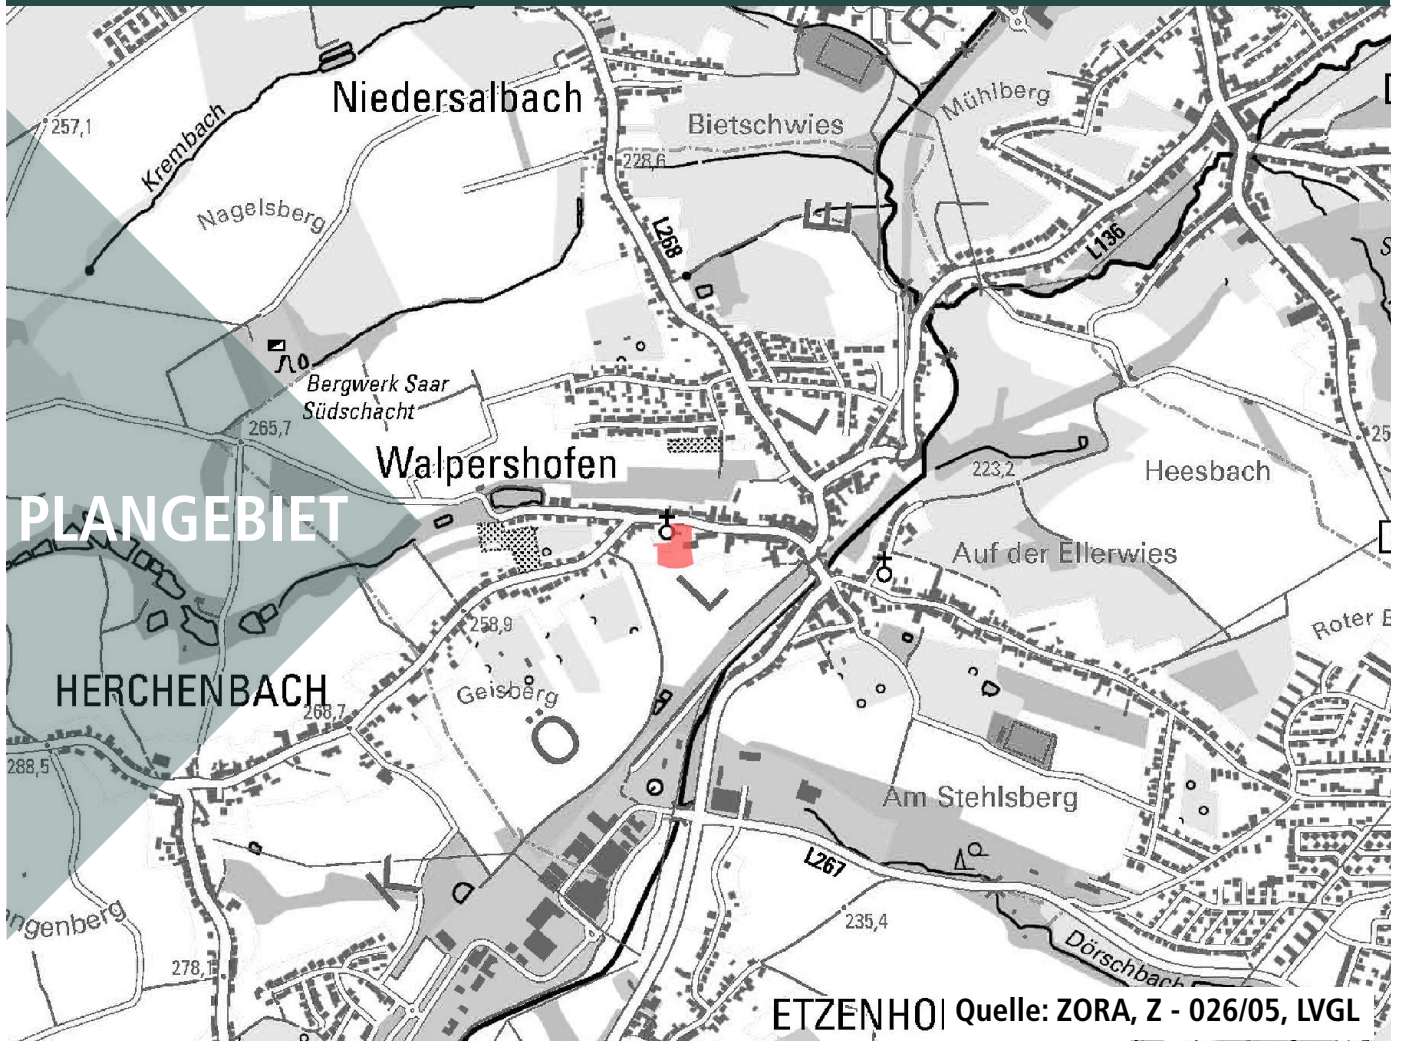 Niedersalbach
Bietschwies
Mühlberg
257,1
Krembach
228,6
Nagelsberg
L268
L136
Bergwerk Saar
Südschacht
265,7
Walpershofen
223,2
Heesbach
PLANGEBIET
Auf der Ellerwies
258,9
Roter B
HERCHENBACH
Geisberg
268,7
288,5
K Ö L L E R
Am Stehlsberg
L267
ngenberg
235,4
278,1
Dörschbach
ETZENHO
Quelle: ZORA, Z - 026/05, LVGL